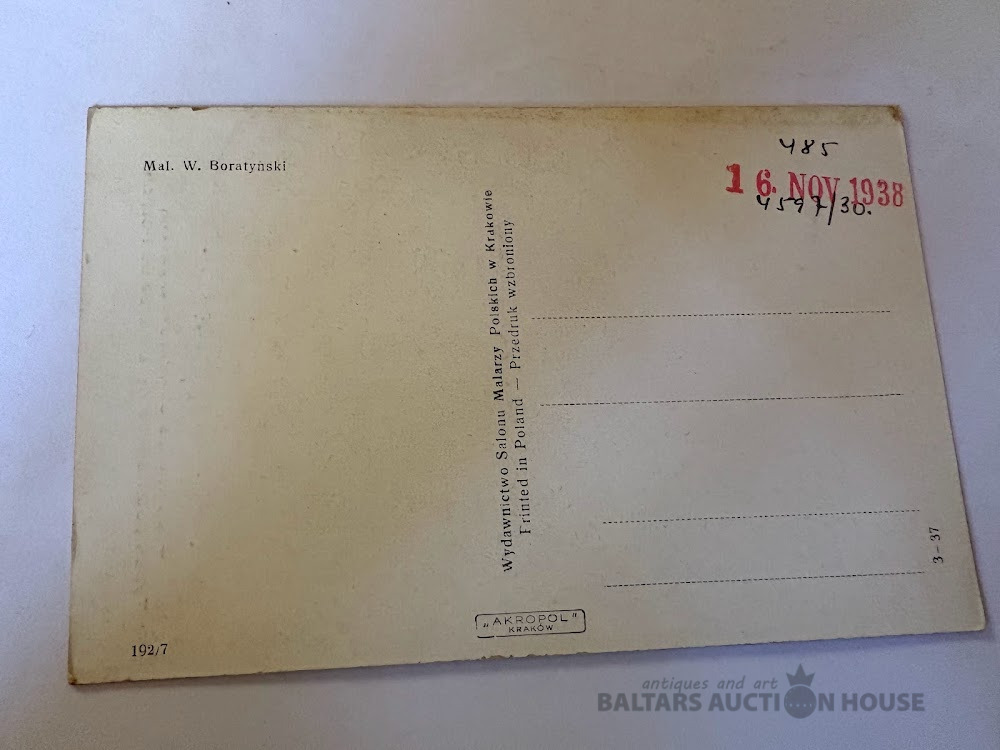 Mal. W. Boratyński
485
16. NOV 1938
4597/30.
Wydawnictwo Salonu Malarzy Polskich w Krakowie
Printed in Poland — Przedruk wzbroniony
3-37
"AKROPOL"
KRAKÓW
192/7
antiques and art
BALTARS AUCTION HOUSE